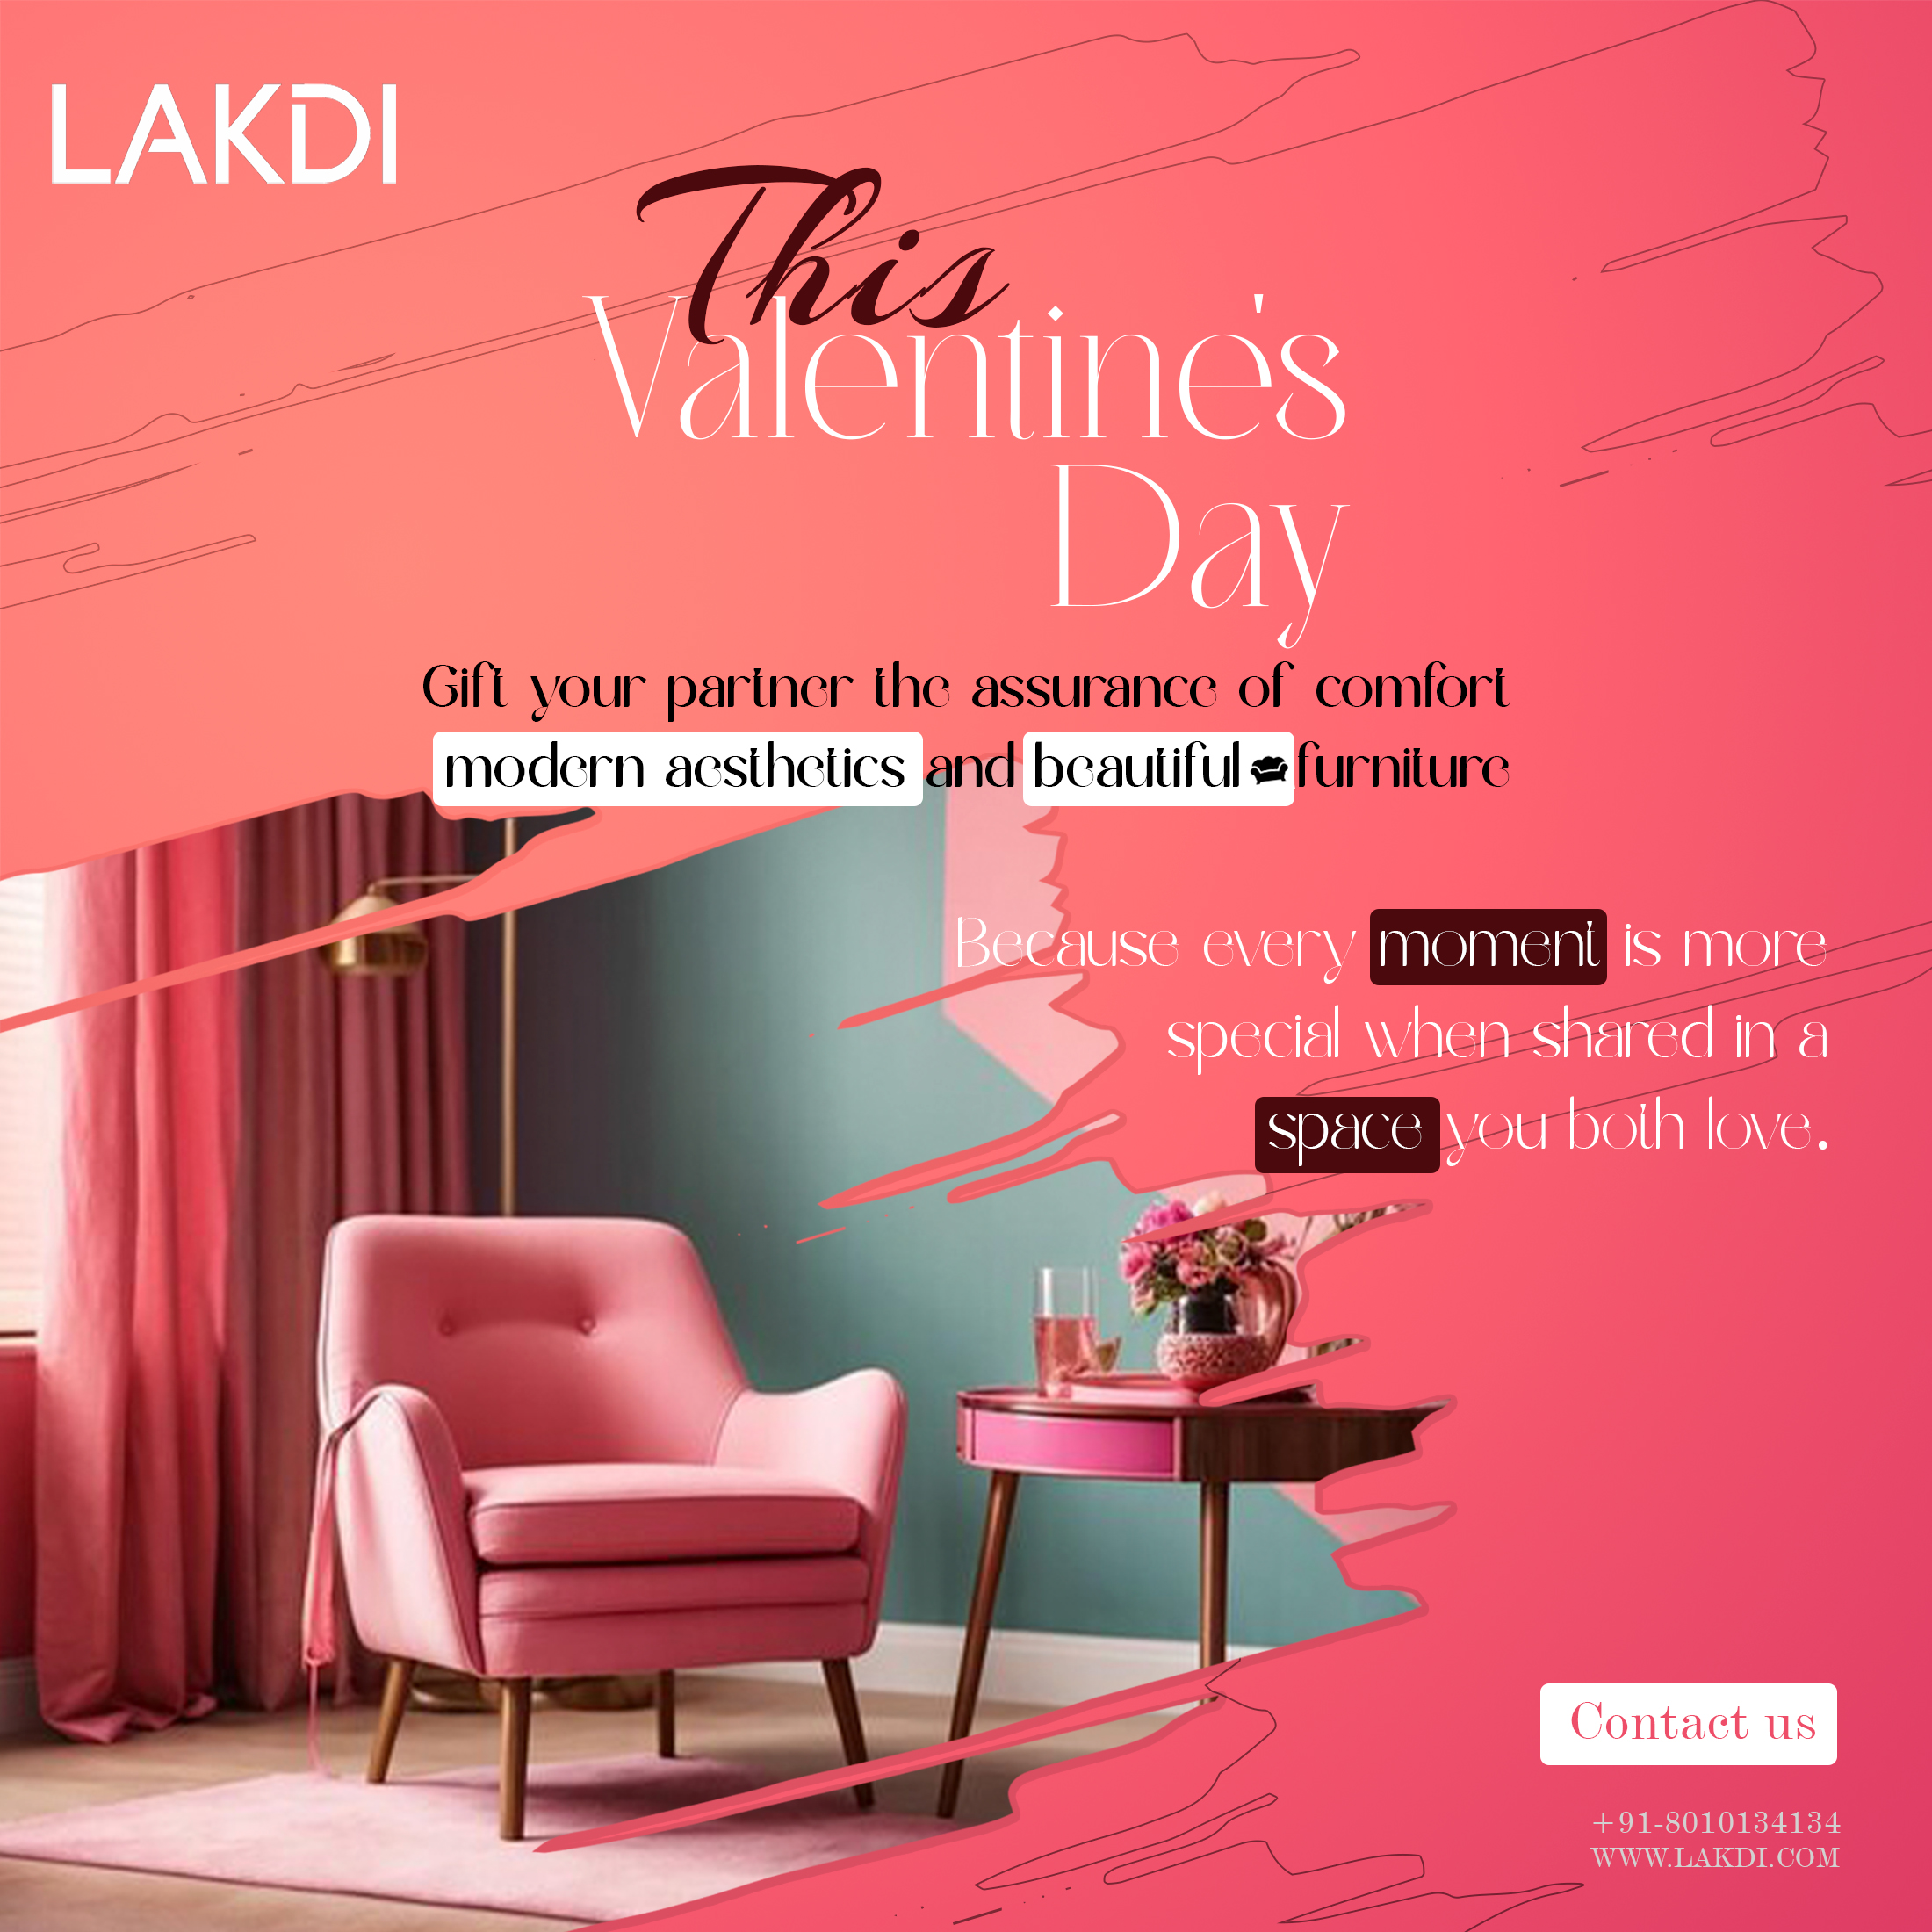 LAKDI
This
Valentine's
Day
Gift your partner the assurance of comfort
modern aesthetics and beautiful furniture
Because every moment is more
special when shared in a
space you both love.
Contact us
+91-8010134134
WWW.LAKDI.COM